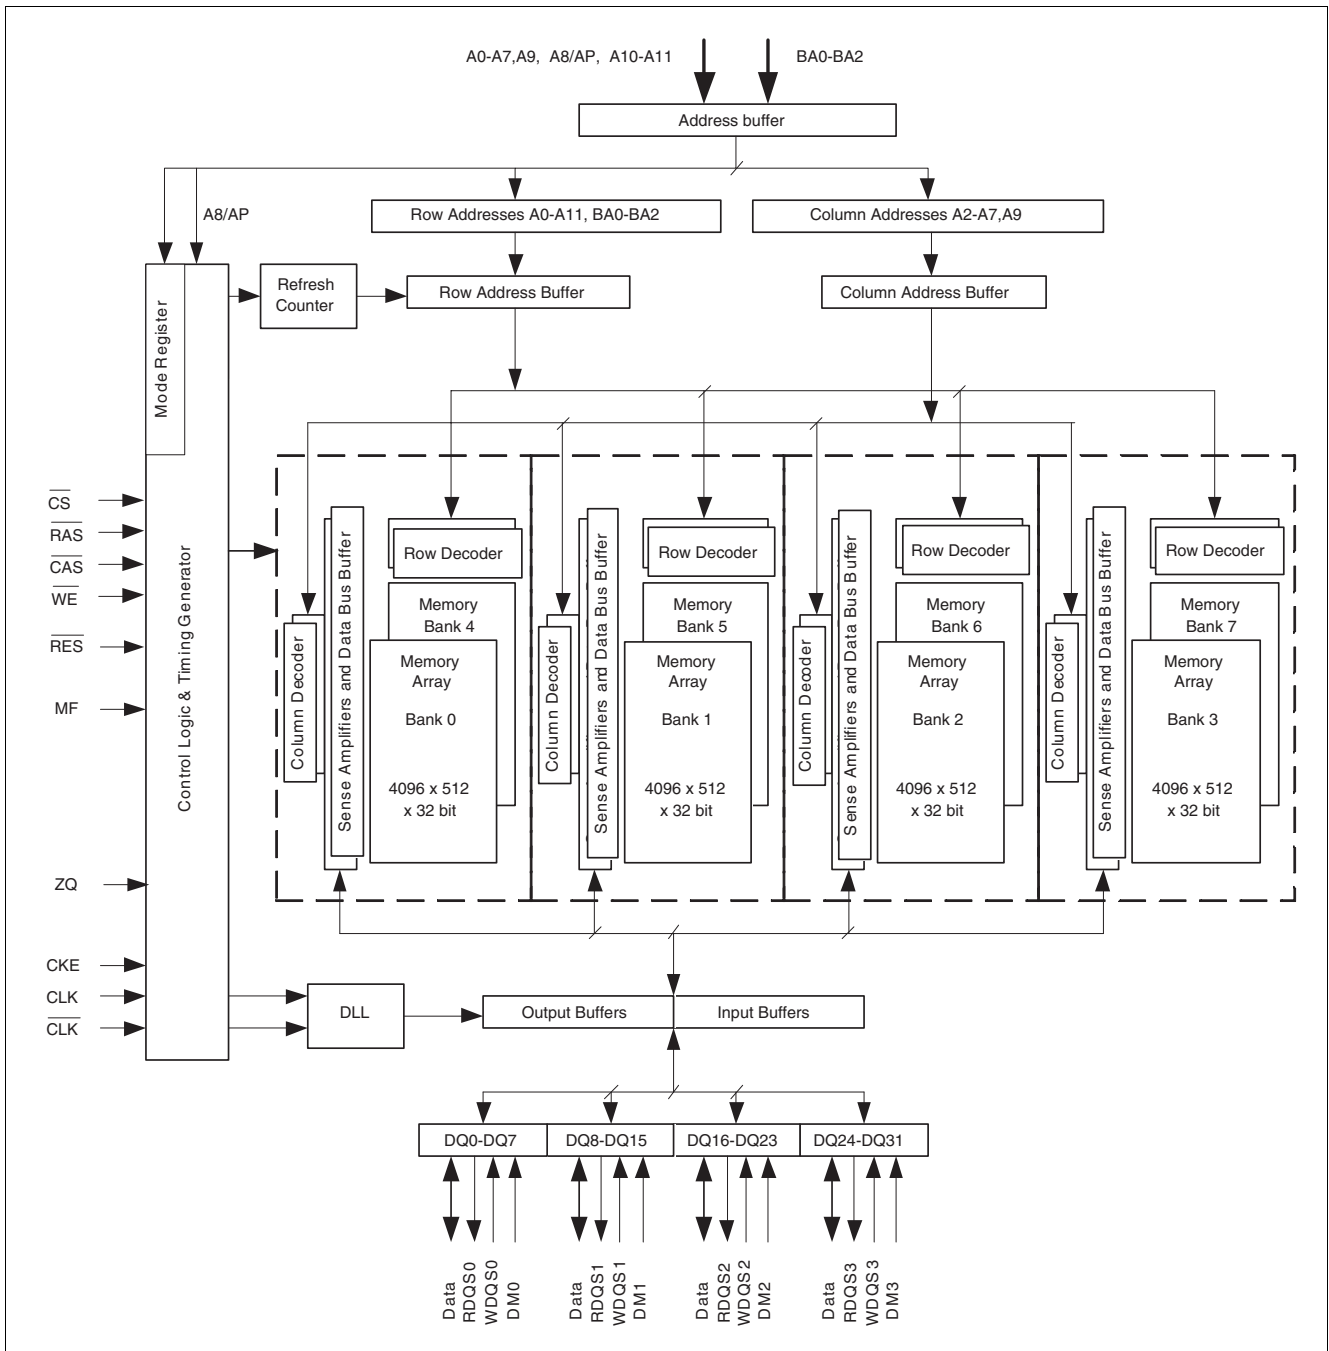 A0-A7,A9, A8/AP, A10-A11
BA0-BA2
Address buffer
A8/AP
Row Addresses A0-A11, BA0-BA2
Column Addresses A2-A7,A9
Refresh
Counter
Row Address Buffer
Column Address Buffer
Mode Register
Control Logic & Timing Generator
C̅S̅
R̅A̅S̅
C̅A̅S̅
W̅E̅
R̅E̅S̅
MF
ZQ
CKE
CLK
C̅L̅K̅
Column Decoder
Sense Amplifiers and Data Bus Buffer
Row Decoder
Memory
Bank 4
Memory
Array
Bank 0
4096 x 512
x 32 bit
Column Decoder
Sense Amplifiers and Data Bus Buffer
Row Decoder
Memory
Bank 5
Memory
Array
Bank 1
4096 x 512
x 32 bit
Column Decoder
Sense Amplifiers and Data Bus Buffer
Row Decoder
Memory
Bank 6
Memory
Array
Bank 2
4096 x 512
x 32 bit
Column Decoder
Sense Amplifiers and Data Bus Buffer
Row Decoder
Memory
Bank 7
Memory
Array
Bank 3
4096 x 512
x 32 bit
DLL
Output Buffers
Input Buffers
DQ0-DQ7
DQ8-DQ15
DQ16-DQ23
DQ24-DQ31
Data
RDQS0
WDQS0
DM0
Data
RDQS1
WDQS1
DM1
Data
RDQS2
WDQS2
DM2
Data
RDQS3
WDQS3
DM3